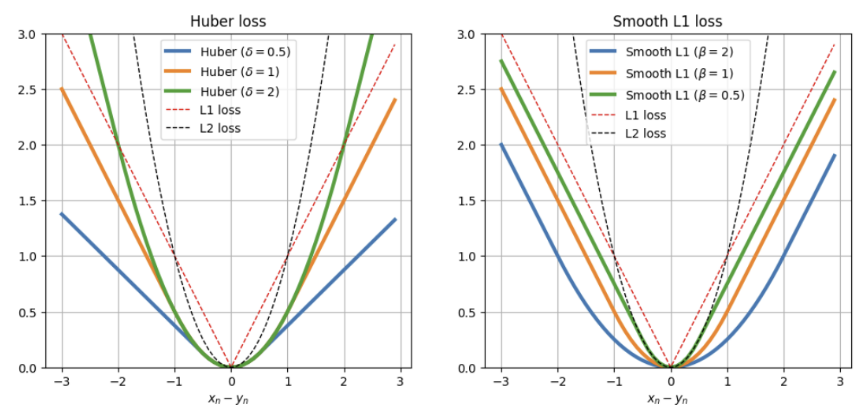 Huber loss
3.0
2.5
2.0
1.5
1.0
0.5
0.0
Huber (δ = 0.5)
Huber (δ = 1)
Huber (δ = 2)
L1 loss
L2 loss
−3 −2 −1 0 1 2 3
xₙ − yₙ
Smooth L1 loss
3.0
2.5
2.0
1.5
1.0
0.5
0.0
Smooth L1 (β = 2)
Smooth L1 (β = 1)
Smooth L1 (β = 0.5)
L1 loss
L2 loss
−3 −2 −1 0 1 2 3
xₙ − yₙ